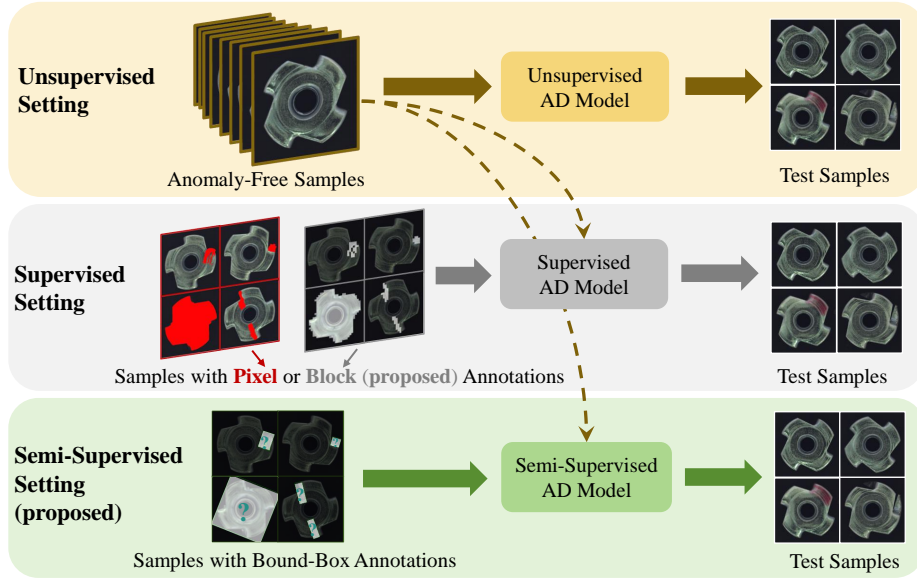 Unsupervised
Setting
Anomaly-Free Samples
Unsupervised
AD Model
Test Samples
Supervised
Setting
Samples with Pixel or Block (proposed) Annotations
Supervised
AD Model
Test Samples
Semi-Supervised
Setting
(proposed)
?
?
?
?
?
Samples with Bound-Box Annotations
Semi-Supervised
AD Model
Test Samples